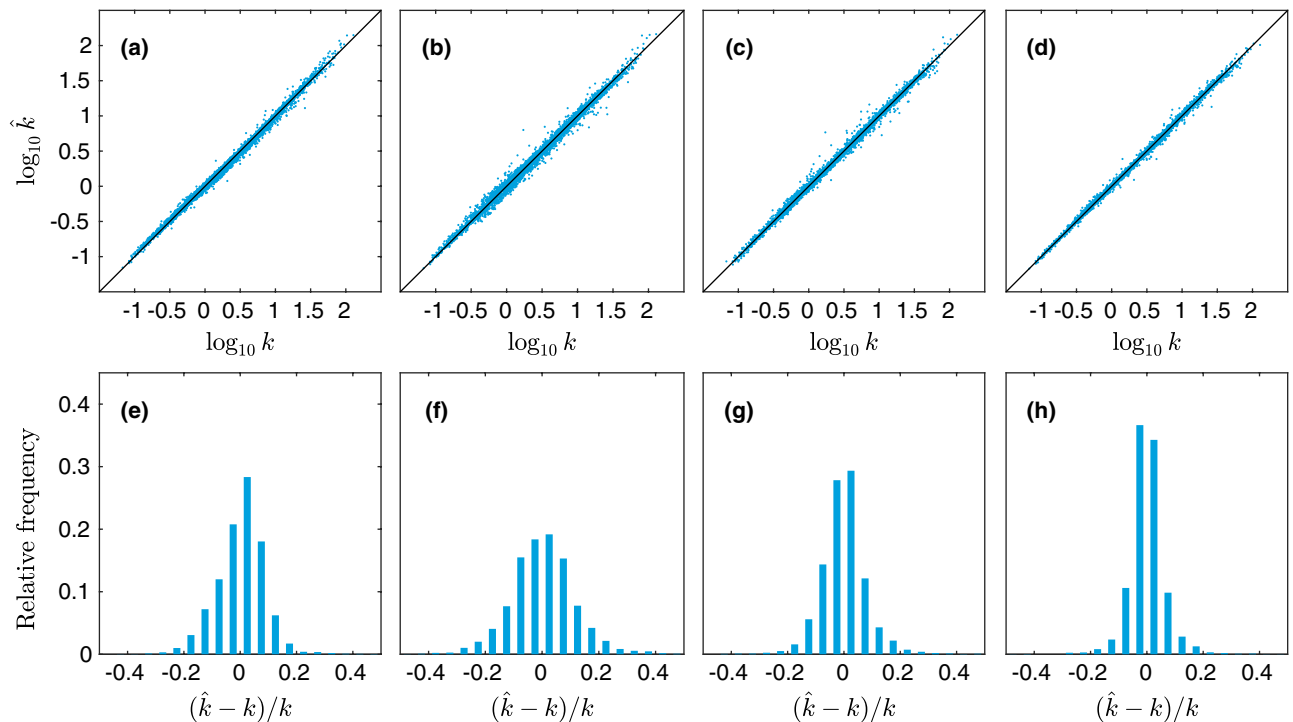 (a) (b) (c) (d)
2
1.5
1
0.5
0
-0.5
-1
log₁₀ k̂
-1 -0.5 0 0.5 1 1.5 2 -1 -0.5 0 0.5 1 1.5 2 -1 -0.5 0 0.5 1 1.5 2 -1 -0.5 0 0.5 1 1.5 2
log₁₀ k log₁₀ k log₁₀ k log₁₀ k
(e) (f) (g) (h)
0.4
0.3
0.2
0.1
0
Relative frequency
-0.4 -0.2 0 0.2 0.4 -0.4 -0.2 0 0.2 0.4 -0.4 -0.2 0 0.2 0.4 -0.4 -0.2 0 0.2 0.4
(k̂ − k)/k (k̂ − k)/k (k̂ − k)/k (k̂ − k)/k